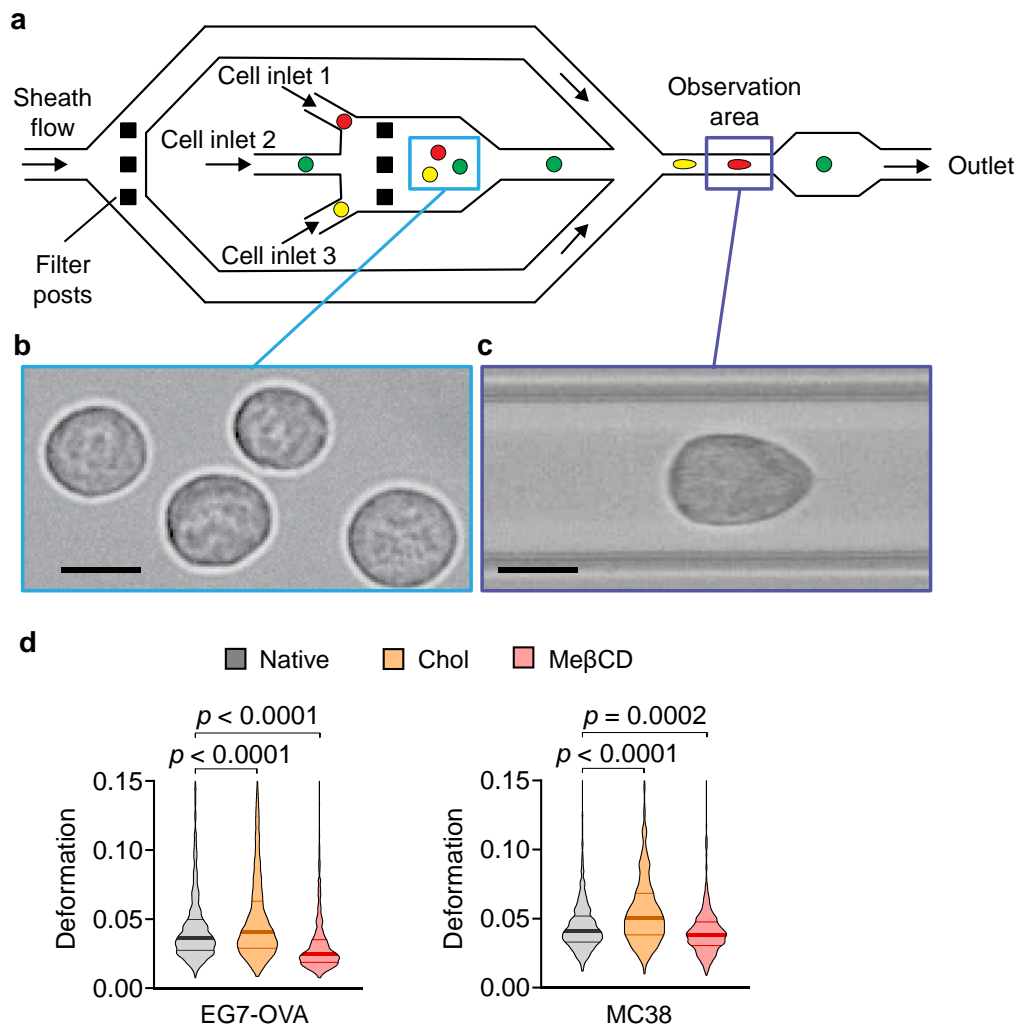 a
Cell inlet 1
Sheath
flow
Cell inlet 2
Observation
area
Outlet
Cell inlet 3
Filter
posts
b
c
d
Native
Chol
MeβCD
p < 0.0001
p < 0.0001
0.15
0.10
0.05
0.00
Deformation
EG7-OVA
p = 0.0002
p < 0.0001
0.15
0.10
0.05
0.00
Deformation
MC38